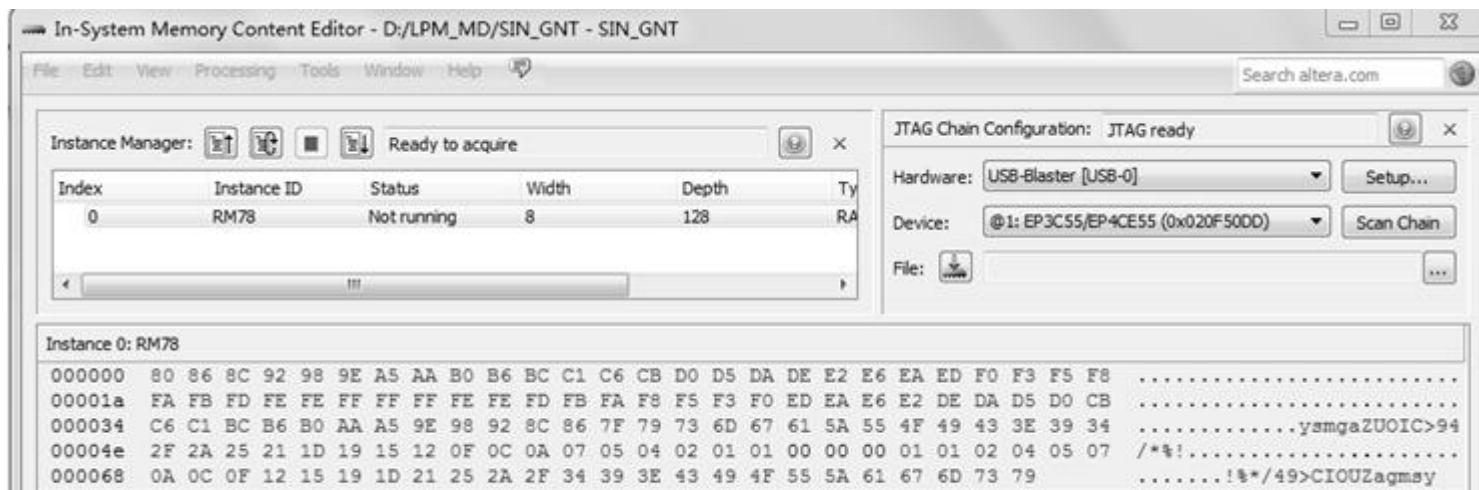 In-System Memory Content Editor - D:/LPM_MD/SIN_GNT - SIN_GNT
File Edit View Processing Tools Window Help
Search altera.com
Instance Manager: Ready to acquire
Index Instance ID Status Width Depth Ty
0 RM78 Not running 8 128 RA
JTAG Chain Configuration: JTAG ready
Hardware: USB-Blaster [USB-0] Setup...
Device: @1: EP3C55/EP4CE55 (0x020F50DD) Scan Chain
File: ...
Instance 0: RM78
000000 80 86 8C 92 98 9E A5 AA B0 B6 BC C1 C6 CB D0 D5 DA DE E2 E6 EA ED F0 F3 F5 F8 ..........................
00001a FA FB FD FE FE FF FF FF FE FE FD FB FA F8 F5 F3 F0 ED EA E6 E2 DE DA D5 D0 CB ..........................
000034 C6 C1 BC B6 B0 AA A5 9E 98 92 8C 86 7F 79 73 6D 67 61 5A 55 4F 49 43 3E 39 34 .............ysmgaZUOIC>94
00004e 2F 2A 25 21 1D 19 15 12 0F 0C 0A 07 05 04 02 01 01 00 00 00 01 01 02 04 05 07 /*%!......................
000068 0A 0C 0F 12 15 19 1D 21 25 2A 2F 34 39 3E 43 49 4F 55 5A 61 67 6D 73 79 .......!%*/49>CIOUZagmsy